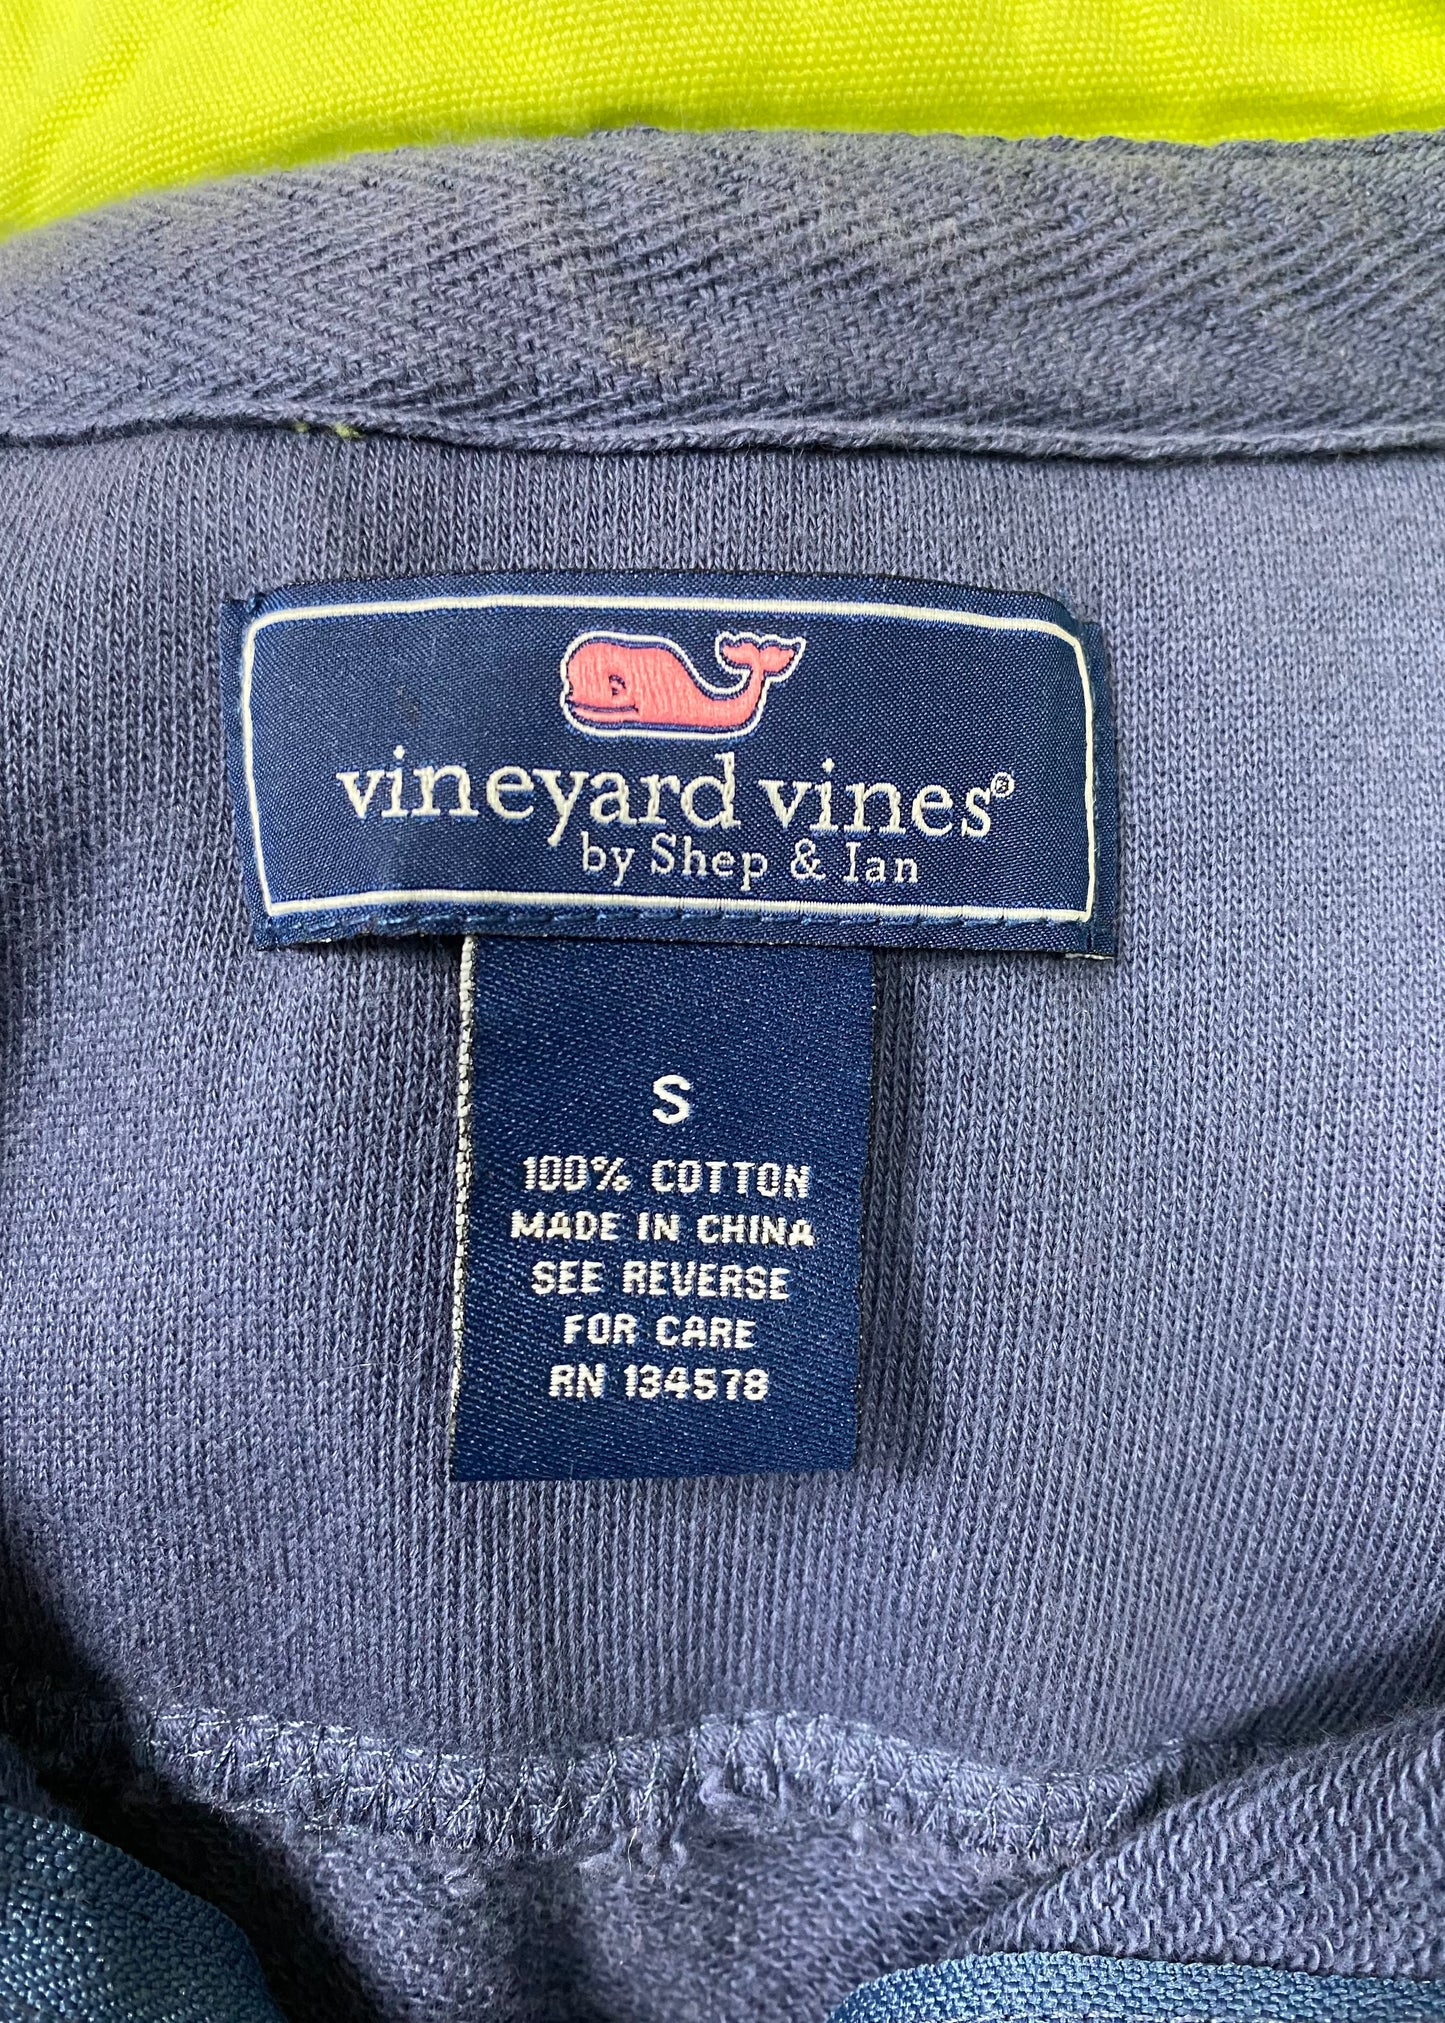 vineyard vines®
by Shep & Ian
S
100% COTTON
MADE IN CHINA
SEE REVERSE
FOR CARE
RN 134578